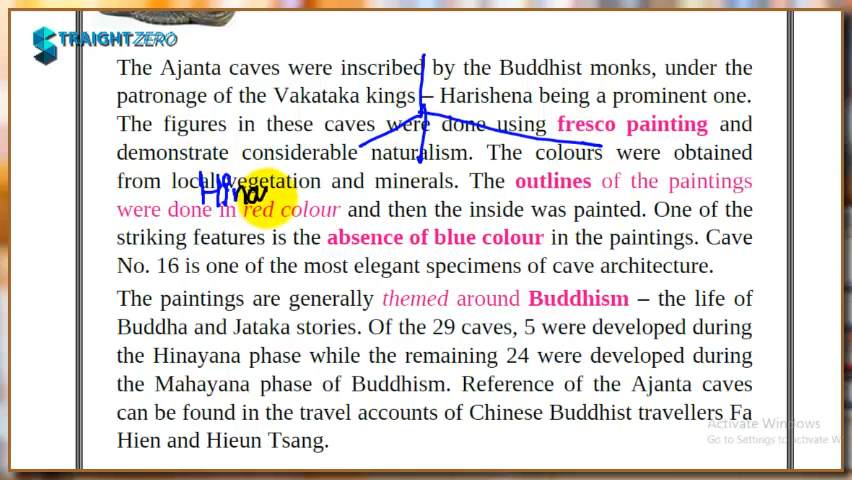 STRAIGHTZERO
The Ajanta caves were inscribed by the Buddhist monks, under the
patronage of the Vakataka kings – Harishena being a prominent one.
The figures in these caves were done using fresco painting and
demonstrate considerable naturalism. The colours were obtained
from local vegetation and minerals. The outlines of the paintings
Hina
were done in red colour and then the inside was painted. One of the
striking features is the absence of blue colour in the paintings. Cave
No. 16 is one of the most elegant specimens of cave architecture.
The paintings are generally themed around Buddhism – the life of
Buddha and Jataka stories. Of the 29 caves, 5 were developed during
the Hinayana phase while the remaining 24 were developed during
the Mahayana phase of Buddhism. Reference of the Ajanta caves
can be found in the travel accounts of Chinese Buddhist travellers Fa
Hien and Hieun Tsang.
Activate Windows
Go to Settings to activate W